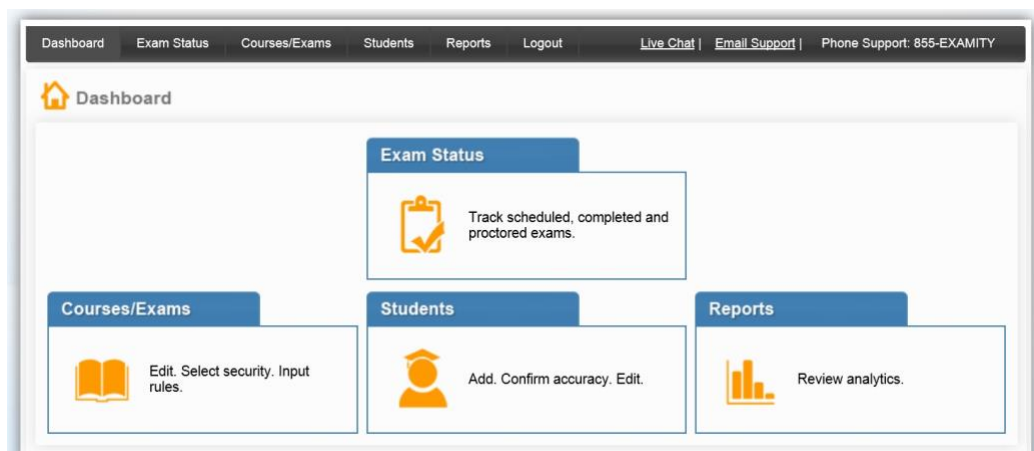 Dashboard Exam Status Courses/Exams Students Reports Logout Live Chat | Email Support | Phone Support: 855-EXAMITY
Dashboard
Exam Status
Track scheduled, completed and
proctored exams.
Courses/Exams
Edit. Select security. Input
rules.
Students
Add. Confirm accuracy. Edit.
Reports
Review analytics.